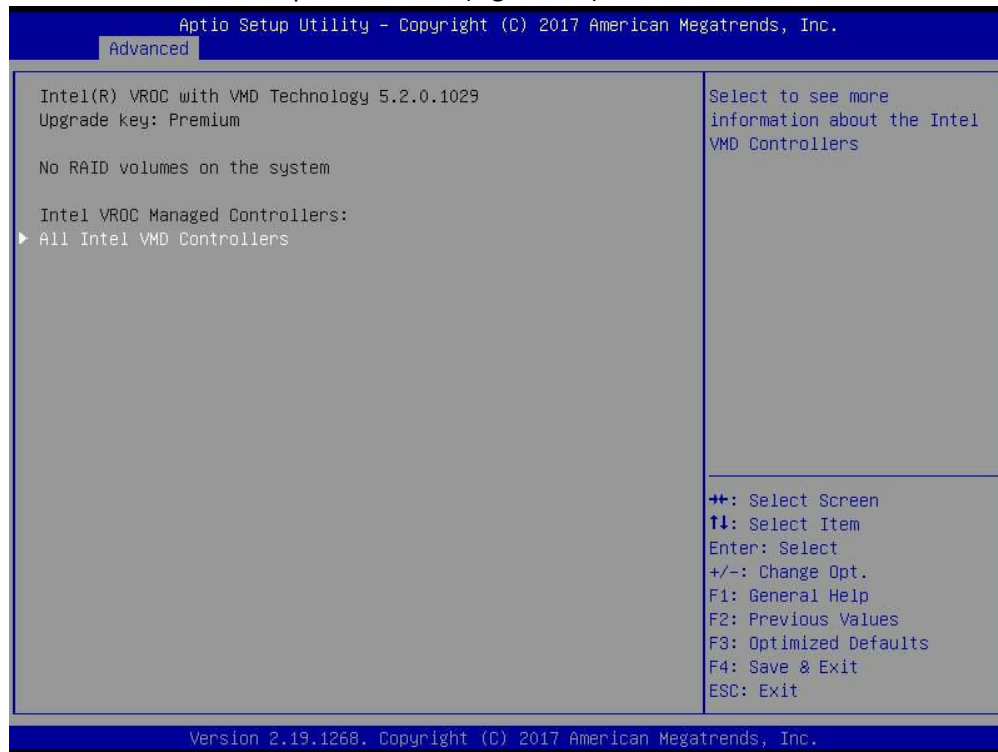 Aptio Setup Utility – Copyright (C) 2017 American Megatrends, Inc.
Advanced
Intel(R) VROC with VMD Technology 5.2.0.1029
Upgrade key: Premium
No RAID volumes on the system
Intel VROC Managed Controllers:
▶ All Intel VMD Controllers
Select to see more
information about the Intel
VMD Controllers
→←: Select Screen
↑↓: Select Item
Enter: Select
+/-: Change Opt.
F1: General Help
F2: Previous Values
F3: Optimized Defaults
F4: Save & Exit
ESC: Exit
Version 2.19.1268. Copyright (C) 2017 American Megatrends, Inc.